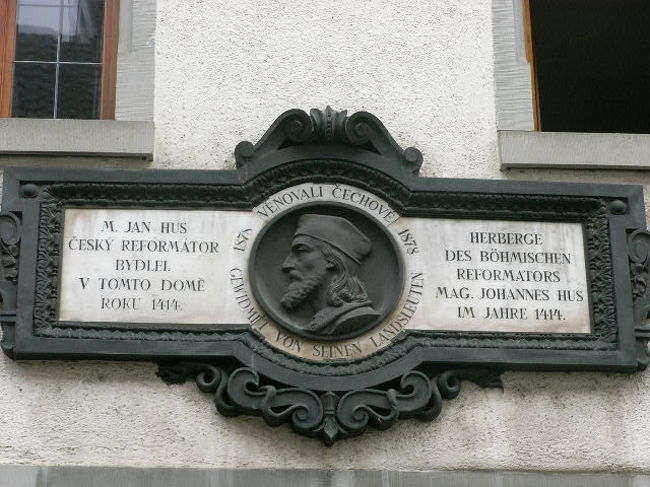 M. JAN HUS
ČESKÝ REFORMÁTOR
BYDLEL
V TOMTO DOMĚ
ROKU 1414.
VĚNOVALI ČECHOVÉ
1878 1878
GEWIDMET VON SEINEN LANDSLEUTEN
HERBERGE
DES BÖHMISCHEN
REFORMATORS
MAG. JOHANNES HUS
IM JAHRE 1414.